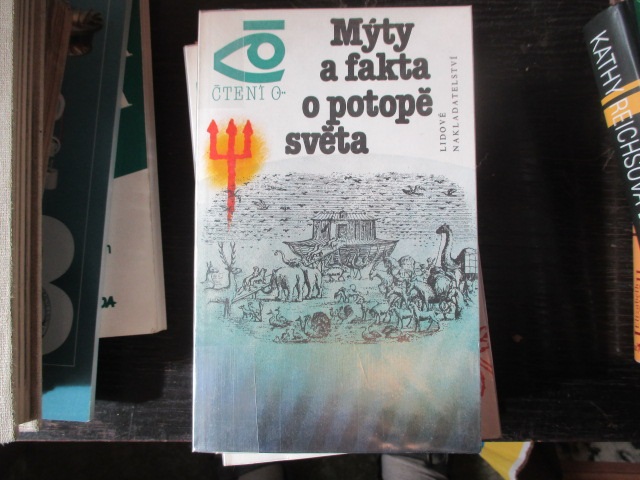 Mýty
a fakta
o potopě
světa
ČTENÍ O
LIDOVÉ
NAKLADATELSTVÍ
KATHY REICHSOVÁ